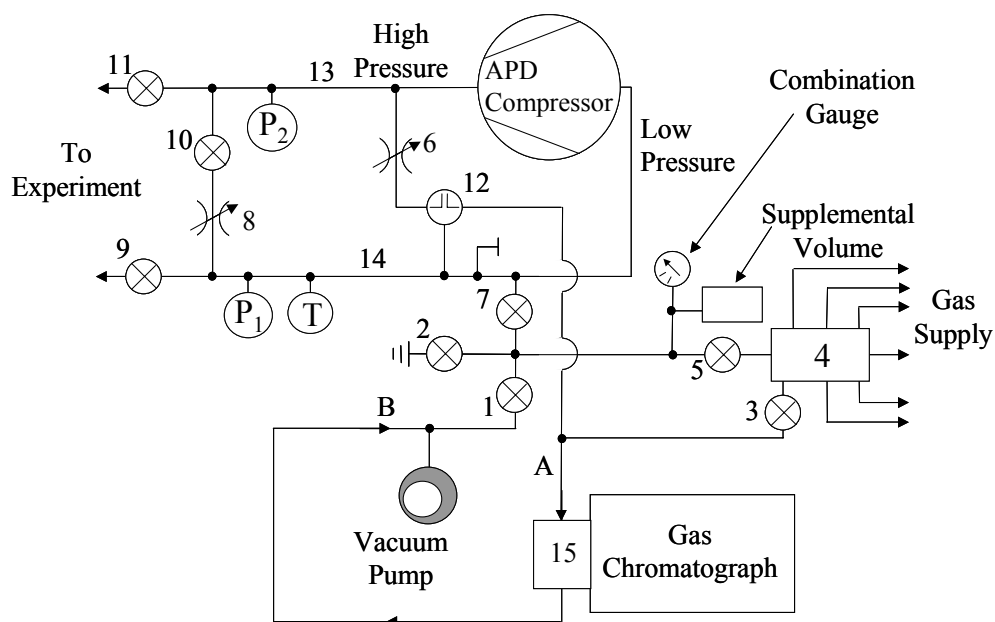 High
Pressure
APD
Compressor
Combination
Gauge
11
13
P2
10
6
Low
Pressure
To
Experiment
12
Supplemental
Volume
8
9
14
7
P1
T
Gas
Supply
2
4
5
1
3
B
A
Vacuum
Pump
15
Gas
Chromatograph